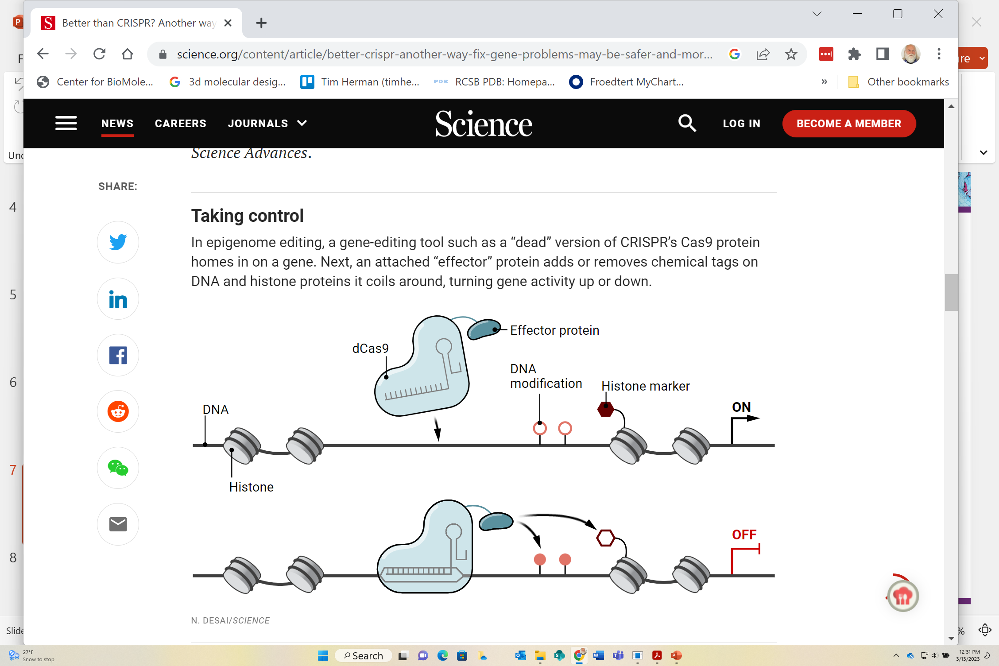 Better than CRISPR? Another way
science.org/content/article/better-crispr-another-way-fix-gene-problems-may-be-safer-and-mor...
Center for BioMole...
3d molecular desig...
Tim Herman (timhe...
PDB
RCSB PDB: Homepa...
Froedtert MyChart...
»
Other bookmarks
NEWS
CAREERS
JOURNALS
Science
LOG IN
BECOME A MEMBER
Science Advances.
SHARE:
Taking control
In epigenome editing, a gene-editing tool such as a “dead” version of CRISPR’s Cas9 protein
homes in on a gene. Next, an attached “effector” protein adds or removes chemical tags on
DNA and histone proteins it coils around, turning gene activity up or down.
Effector protein
dCas9
DNA
modification
Histone marker
DNA
ON
Histone
OFF
N. DESAI/SCIENCE
4
5
6
7
8
27°F
Snow to stop
Search
12:31 PM
3/13/2023